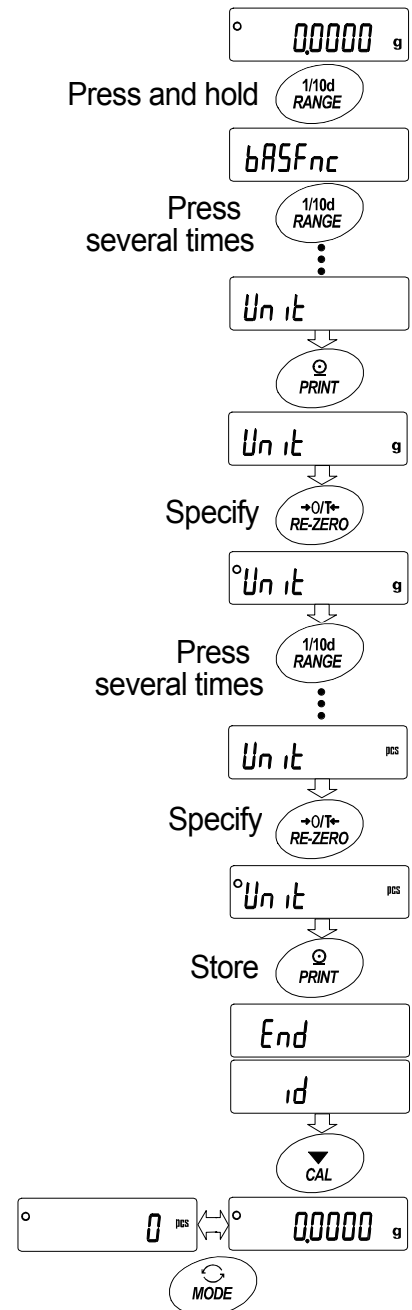 0.0000 g
Press and hold
1/10d
RANGE
bASFnc
Press
several times
1/10d
RANGE
Unit
PRINT
Unit g
Specify
→0/T←
RE-ZERO
Unit g
Press
several times
1/10d
RANGE
Unit pcs
Specify
→0/T←
RE-ZERO
Unit pcs
Store
PRINT
End
id
CAL
0 pcs
0.0000 g
MODE